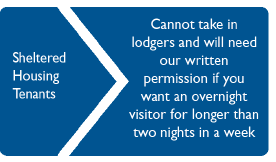 Sheltered
Housing
Tenants
Cannot take in
lodgers and will need
our written
permission if you
want an overnight
visitor for longer than
two nights in a week